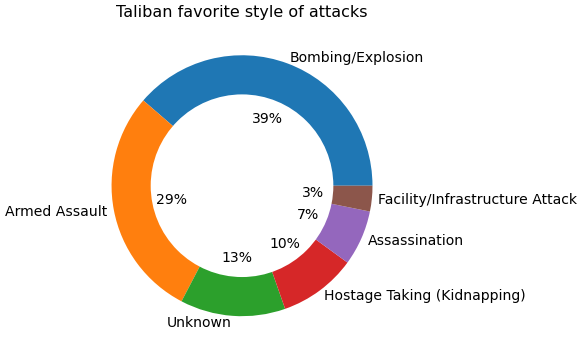 Taliban favorite style of attacks
Bombing/Explosion
39%
Armed Assault
29%
Unknown
13%
Hostage Taking (Kidnapping)
10%
Assassination
7%
Facility/Infrastructure Attack
3%